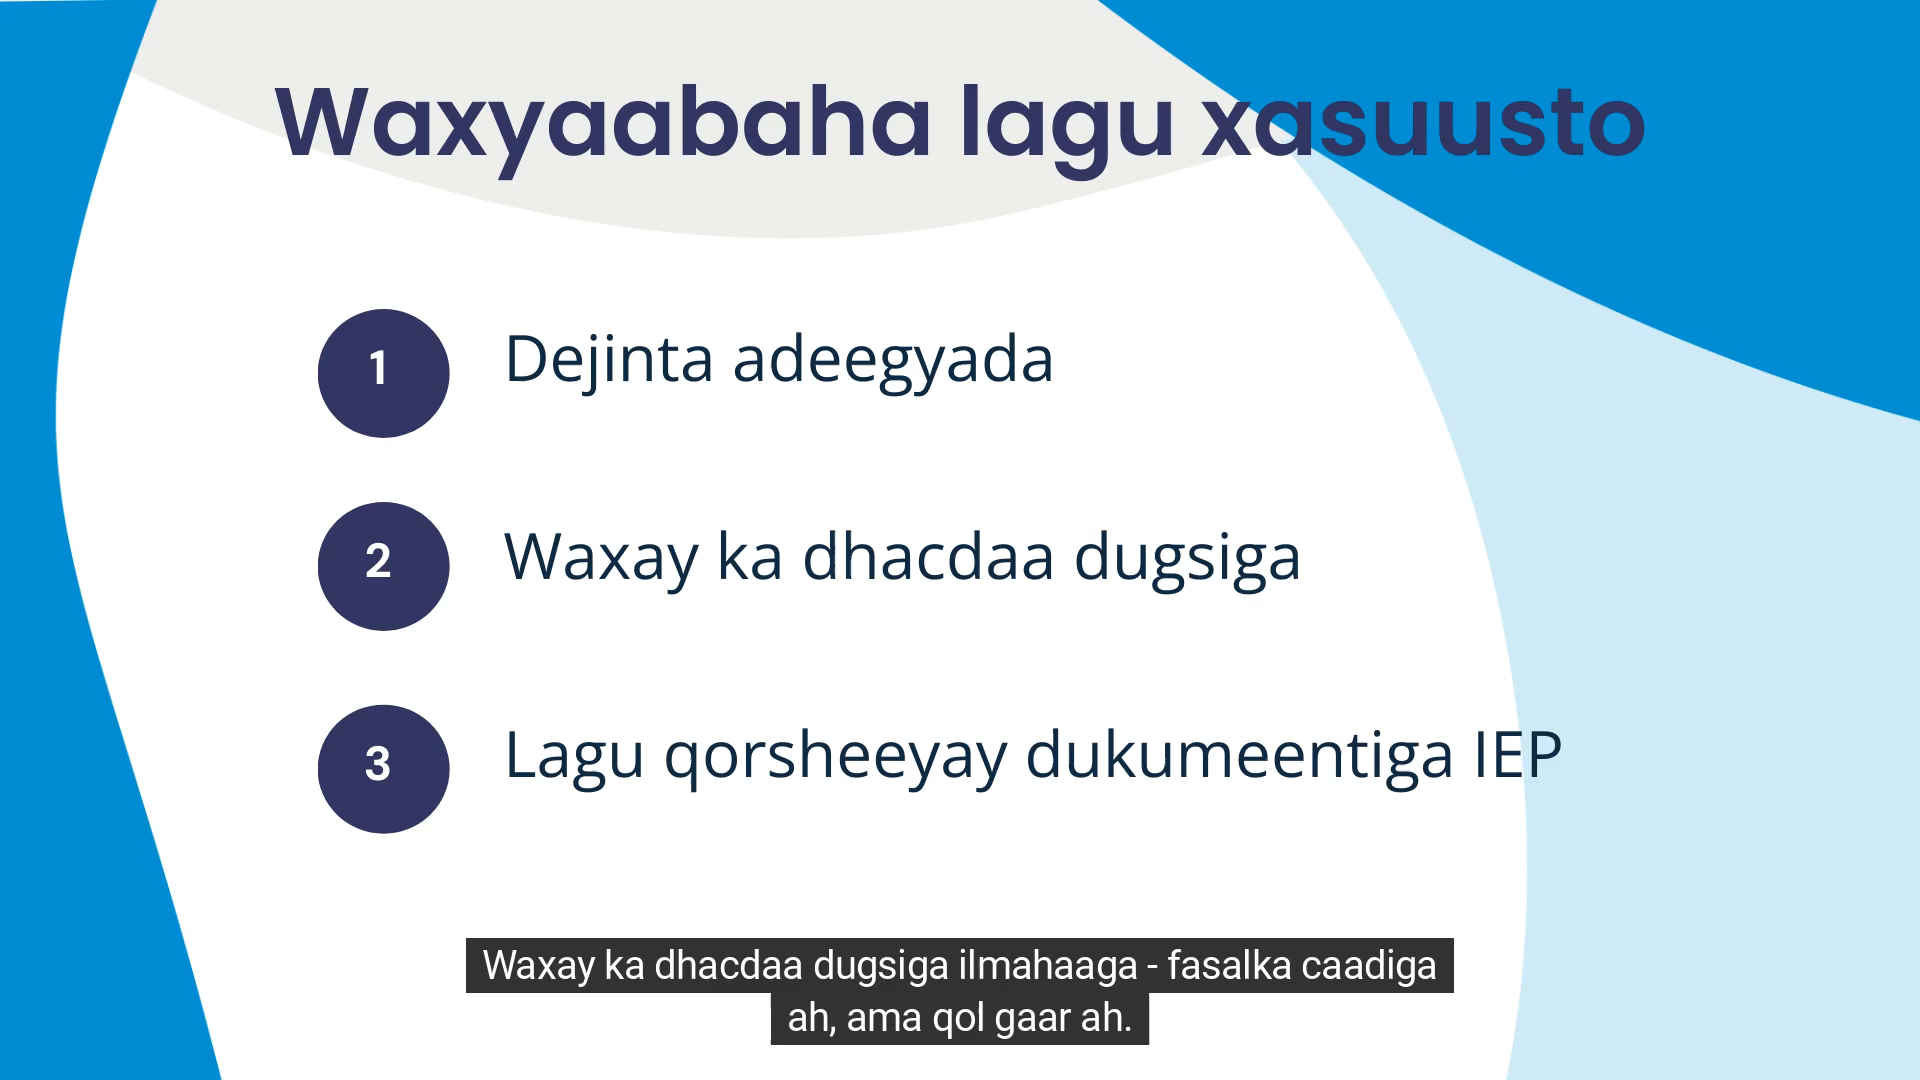 Waxyaabaha lagu xasuusto
1
Dejinta adeegyada
2
Waxay ka dhacdaa dugsiga
3
Lagu qorsheeyay dukumeentiga IEP
Waxay ka dhacdaa dugsiga ilmahaaga - fasalka caadiga
ah, ama qol gaar ah.